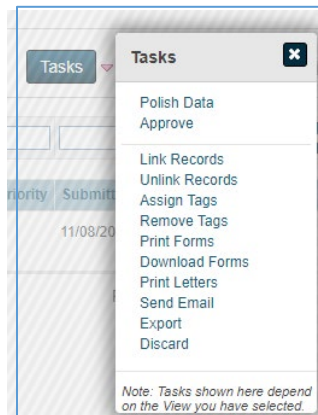 Tasks
Tasks
Polish Data
Approve
Link Records
Unlink Records
Assign Tags
Remove Tags
Print Forms
Download Forms
Print Letters
Send Email
Export
Discard
Note: Tasks shown here depend
on the View you have selected.
riority Submitt
11/08/20